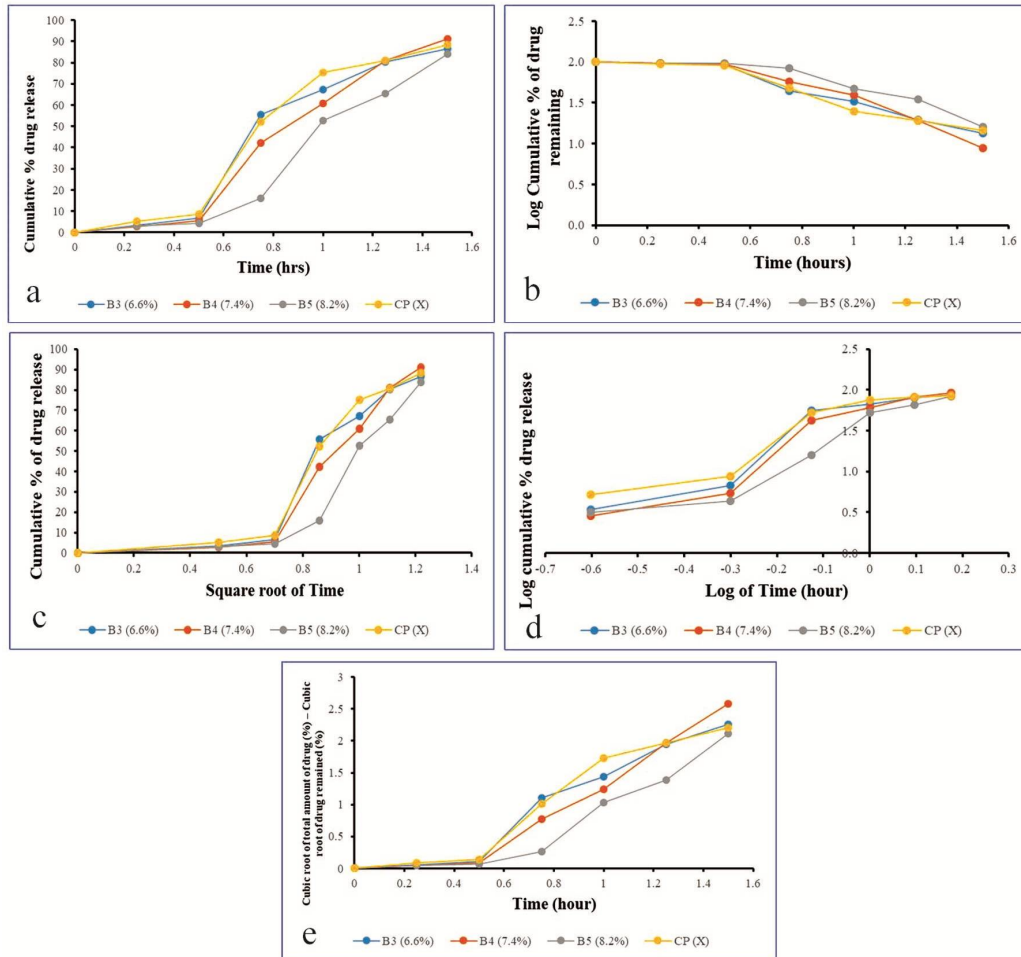 Cumulative % drug release
100
90
80
70
60
50
40
30
20
10
0
0 0.2 0.4 0.6 0.8 1 1.2 1.4 1.6
Time (hrs)
a
B3 (6.6%) B4 (7.4%) B5 (8.2%) CP (X)
Log Cumulative % of drug
remaining
2.5
2.0
1.5
1.0
0.5
0.0
0 0.2 0.4 0.6 0.8 1 1.2 1.4 1.6
Time (hours)
b
B3 (6.6%) B4 (7.4%) B5 (8.2%) CP (X)
Cumulative % of drug release
100
90
80
70
60
50
40
30
20
10
0
0 0.2 0.4 0.6 0.8 1 1.2 1.4
Square root of Time
c
B3 (6.6%) B4 (7.4%) B5 (8.2%) CP (X)
Log cumulative % drug release
2.5
2.0
1.5
1.0
0.5
0.0
-0.7 -0.6 -0.5 -0.4 -0.3 -0.2 -0.1 0 0.1 0.2 0.3
Log of Time (hour)
d
B3 (6.6%) B4 (7.4%) B5 (8.2%) CP (X)
Cubic root of total amount of drug (%) – Cubic
root of drug remained (%)
3
2.5
2
1.5
1
0.5
0
0 0.2 0.4 0.6 0.8 1 1.2 1.4 1.6
Time (hour)
e
B3 (6.6%) B4 (7.4%) B5 (8.2%) CP (X)